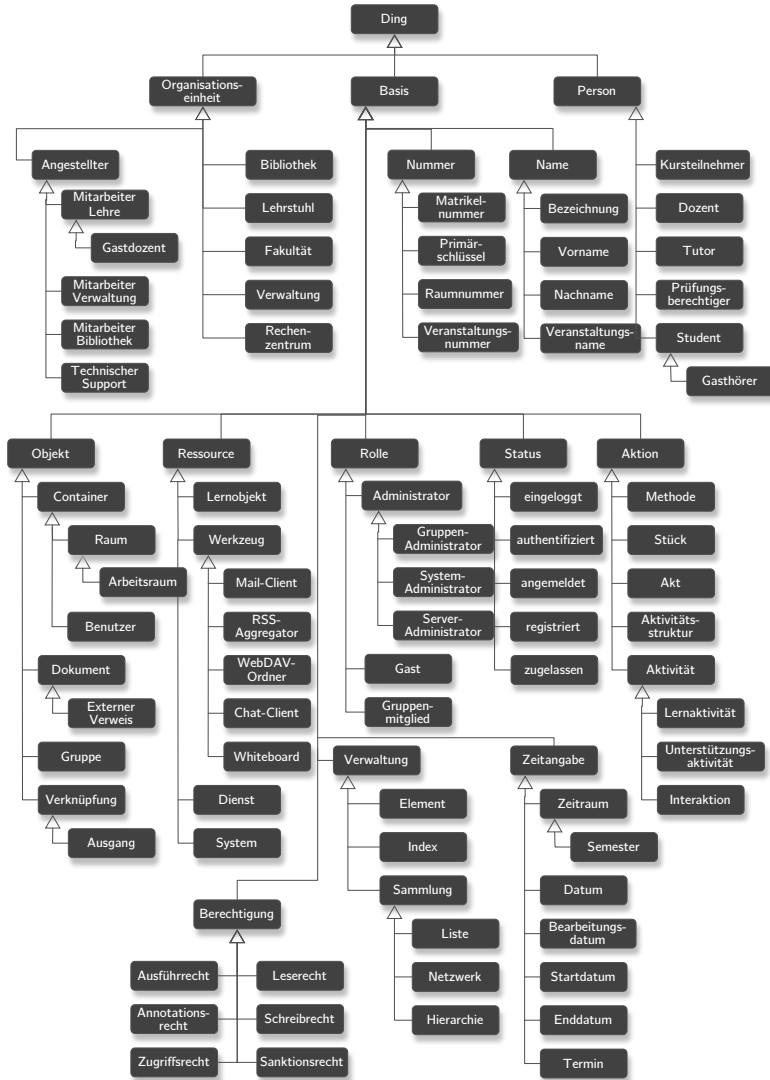 Ding
Organisations-
einheit
Basis
Person
Angestellter
Mitarbeiter
Lehre
Gastdozent
Mitarbeiter
Verwaltung
Mitarbeiter
Bibliothek
Technischer
Support
Bibliothek
Lehrstuhl
Fakultät
Verwaltung
Rechen-
zentrum
Nummer
Matrikel-
nummer
Primär-
schlüssel
Raumnummer
Veranstaltungs-
nummer
Name
Bezeichnung
Vorname
Nachname
Veranstaltungs-
name
Kursteilnehmer
Dozent
Tutor
Prüfungs-
berechtiger
Student
Gasthörer
Objekt
Container
Raum
Arbeitsraum
Benutzer
Dokument
Externer
Verweis
Gruppe
Verknüpfung
Ausgang
Ressource
Lernobjekt
Werkzeug
Mail-Client
RSS-
Aggregator
WebDAV-
Ordner
Chat-Client
Whiteboard
Dienst
System
Rolle
Administrator
Gruppen-
Administrator
System-
Administrator
Server-
Administrator
Gast
Gruppen-
mitglied
Status
eingeloggt
authentifiziert
angemeldet
registriert
zugelassen
Aktion
Methode
Stück
Akt
Aktivitäts-
struktur
Aktivität
Lernaktivität
Unterstützungs-
aktivität
Interaktion
Verwaltung
Element
Index
Sammlung
Liste
Netzwerk
Hierarchie
Zeitangabe
Zeitraum
Semester
Datum
Bearbeitungs-
datum
Startdatum
Enddatum
Termin
Berechtigung
Ausführrecht
Leserecht
Annotations-
recht
Schreibrecht
Zugriffsrecht
Sanktionsrecht